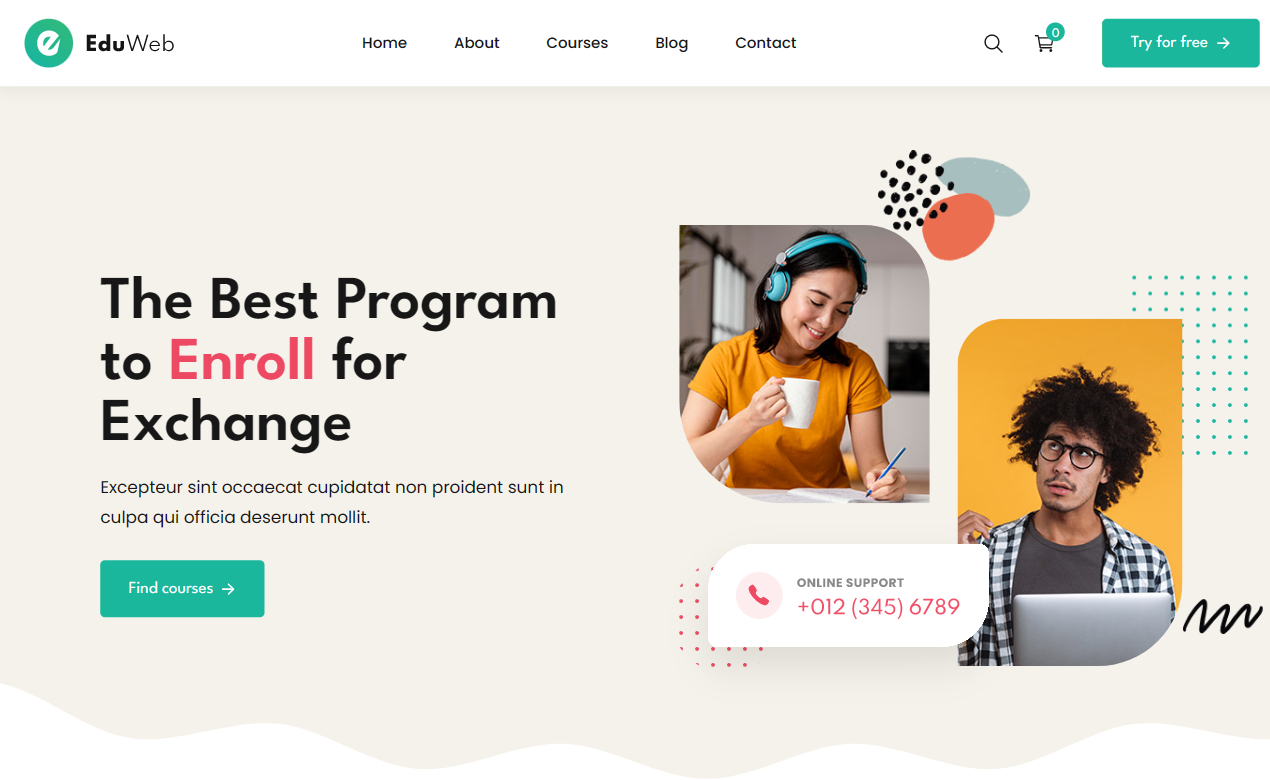 EduWeb
Home
About
Courses
Blog
Contact
0
Try for free →
The Best Program
to Enroll for
Exchange
Excepteur sint occaecat cupidatat non proident sunt in
culpa qui officia deserunt mollit.
Find courses →
ONLINE SUPPORT
+012 (345) 6789